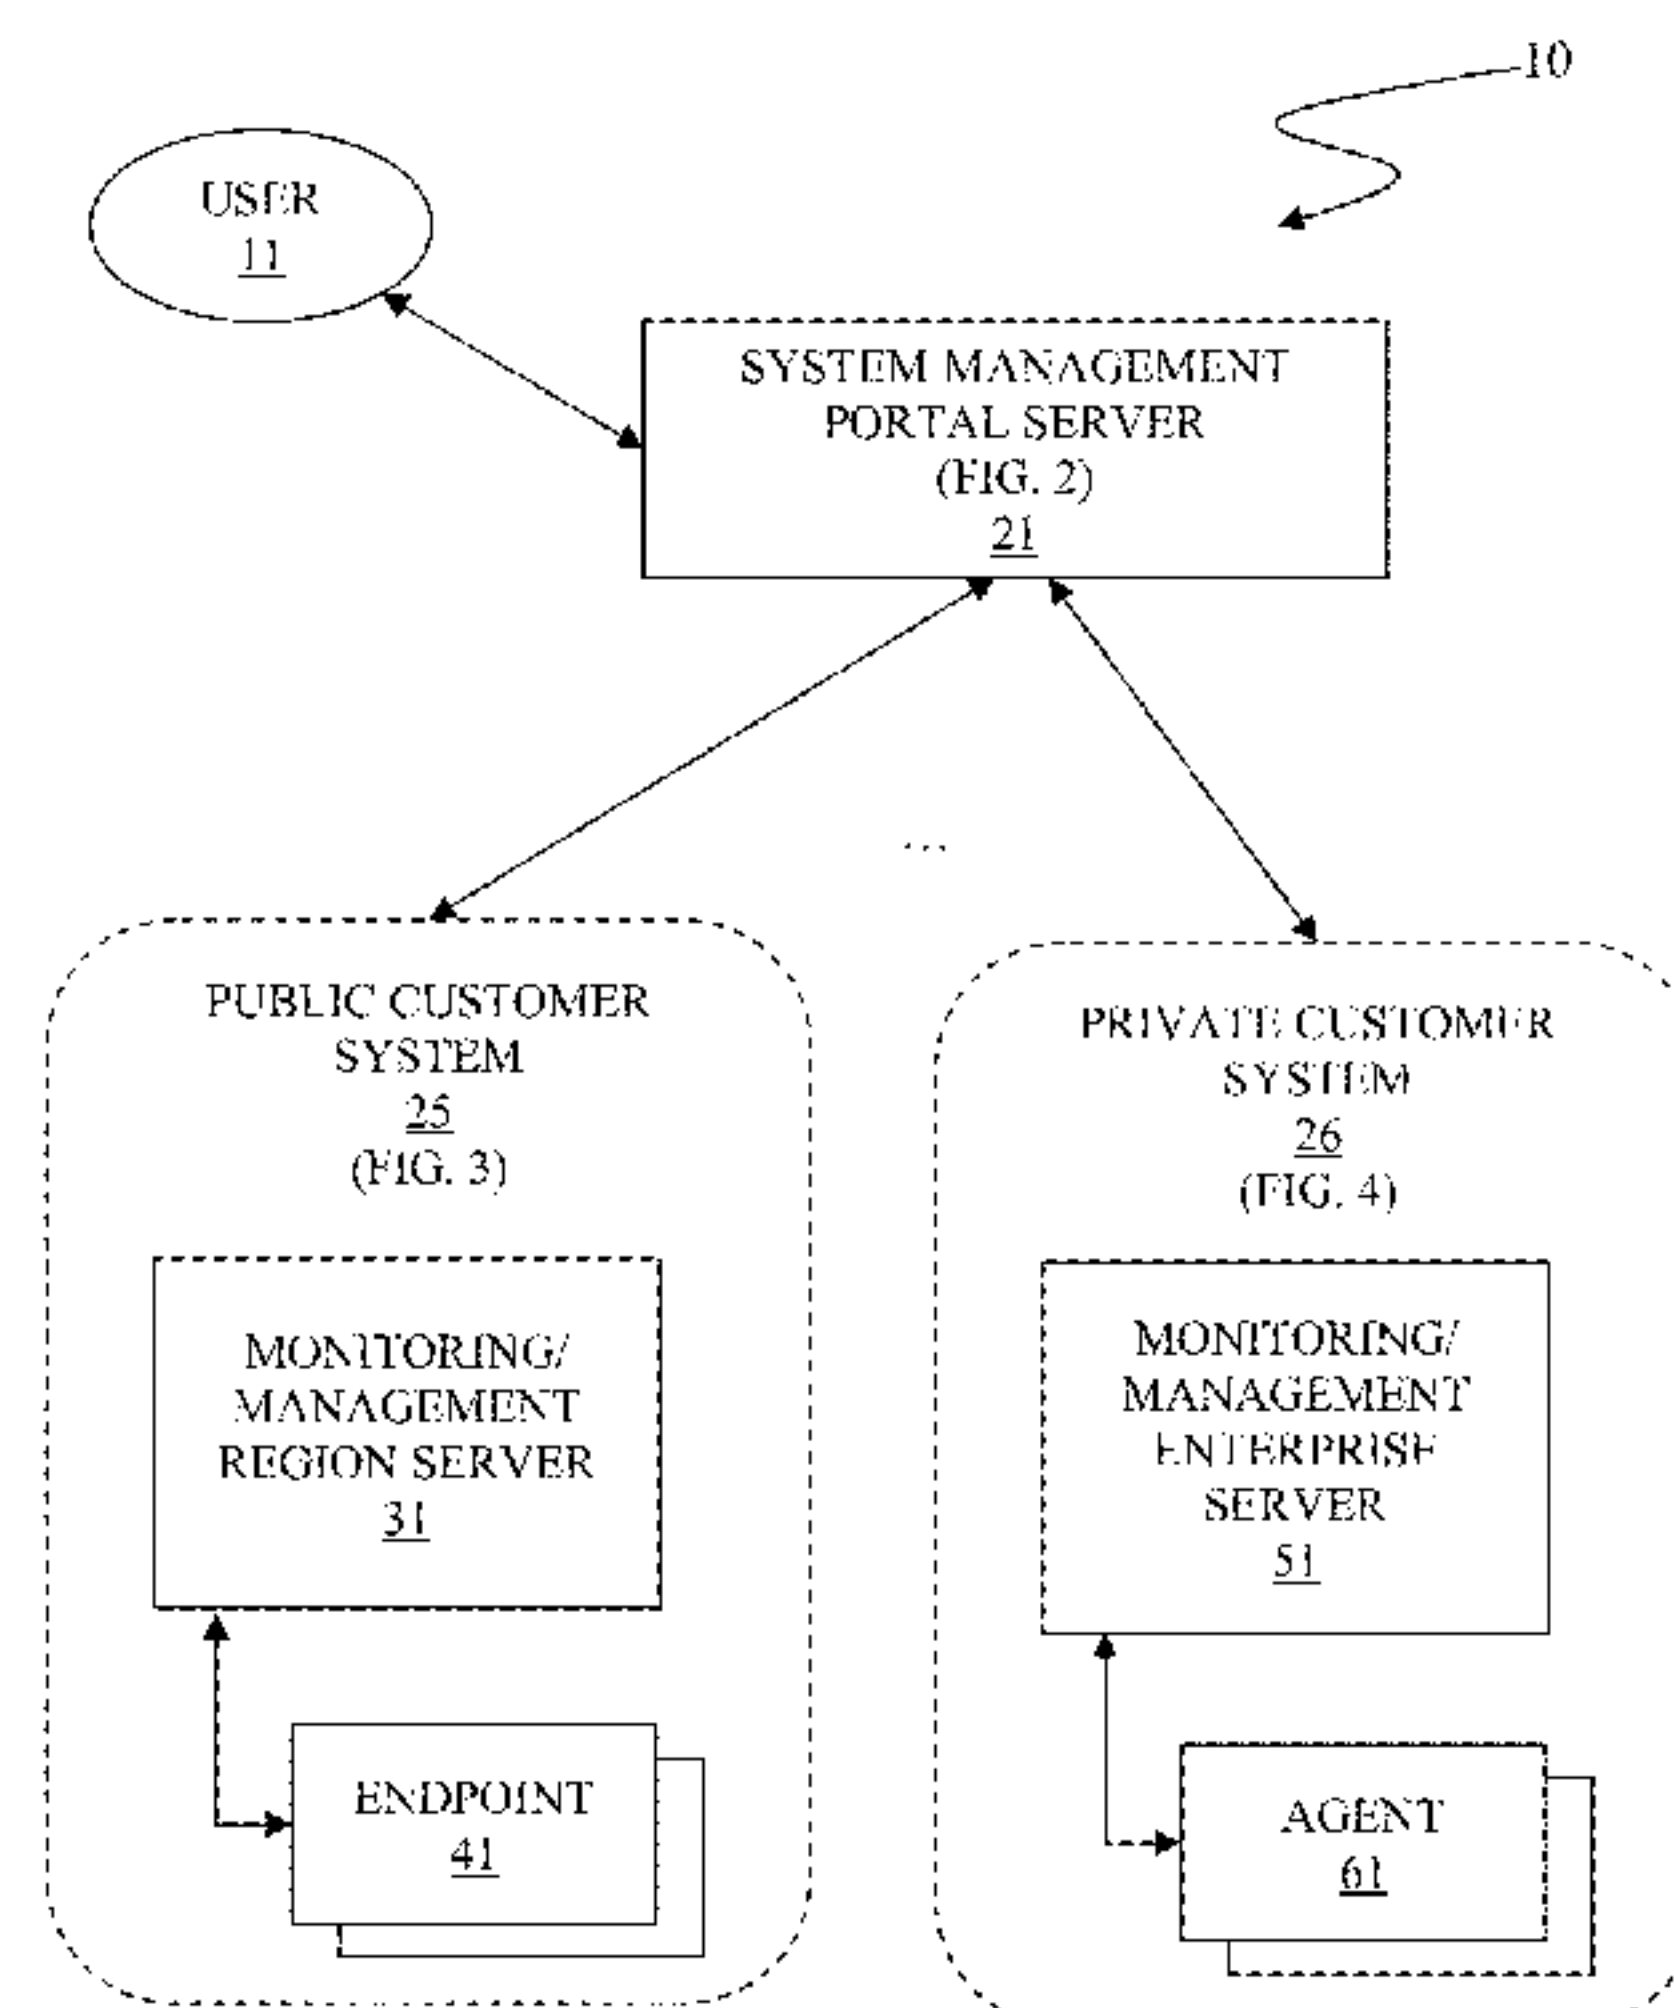 10
USER
11
SYSTEM MANAGEMENT
PORTAL SERVER
(FIG. 2)
21
...
PUBLIC CUSTOMER
SYSTEM
25
(FIG. 3)
MONITORING/
MANAGEMENT
REGION SERVER
31
ENDPOINT
41
PRIVATE CUSTOMER
SYSTEM
26
(FIG. 4)
MONITORING/
MANAGEMENT
ENTERPRISE
SERVER
51
AGENT
61